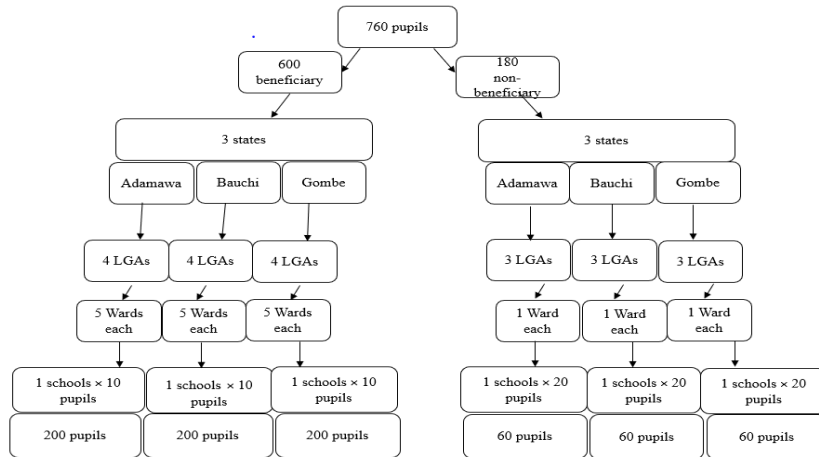 760 pupils
600
beneficiary
180
non-
beneficiary
3 states
3 states
Adamawa
Bauchi
Gombe
Adamawa
Bauchi
Gombe
4 LGAs
4 LGAs
4 LGAs
3 LGAs
3 LGAs
3 LGAs
5 Wards
each
5 Wards
each
5 Wards
each
1 Ward
each
1 Ward
each
1 Ward
each
1 schools × 10
pupils
1 schools × 10
pupils
1 schools × 10
pupils
1 schools × 20
pupils
1 schools × 20
pupils
1 schools × 20
pupils
200 pupils
200 pupils
200 pupils
60 pupils
60 pupils
60 pupils